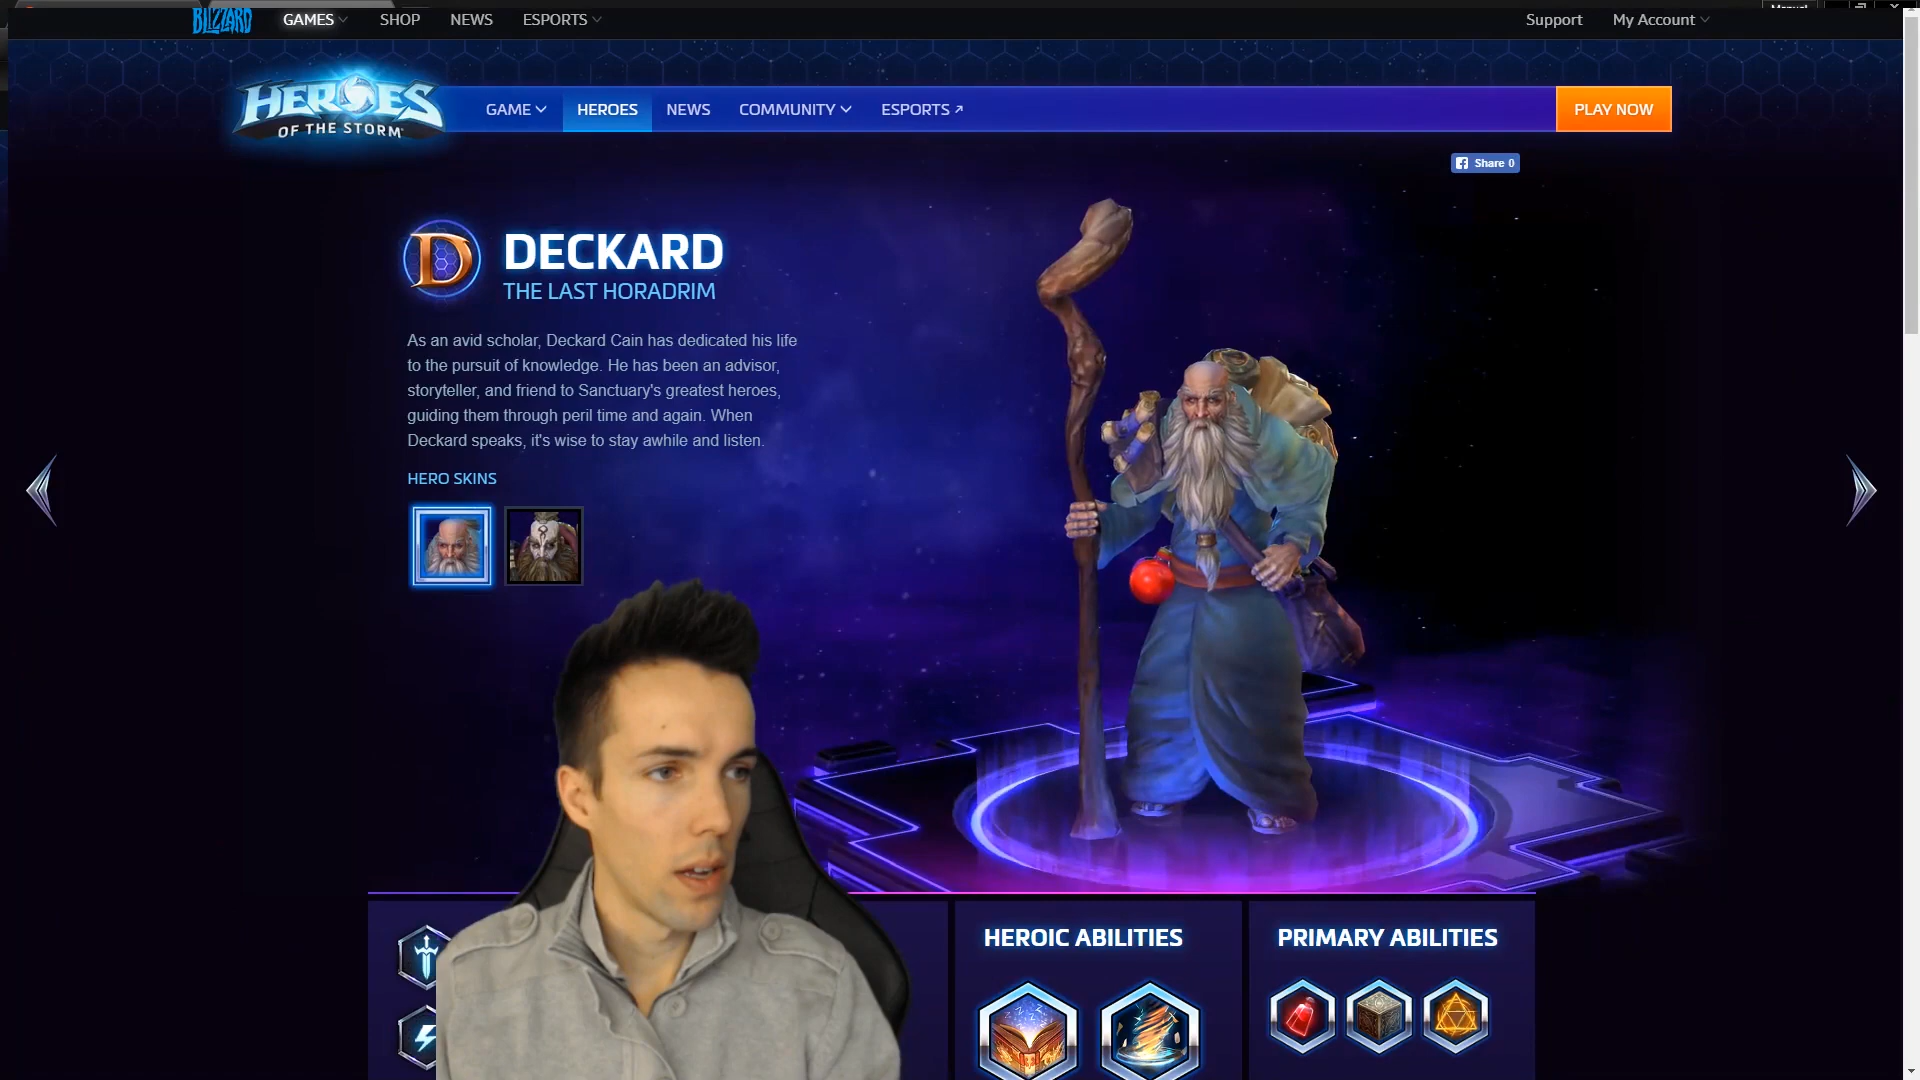 BLIZZARD
GAMES
SHOP
NEWS
ESPORTS
Support
My Account
HEROES
OF THE STORM
GAME
HEROES
NEWS
COMMUNITY
ESPORTS
PLAY NOW
Share 0
D
DECKARD
THE LAST HORADRIM
As an avid scholar, Deckard Cain has dedicated his life
to the pursuit of knowledge. He has been an advisor,
storyteller, and friend to Sanctuary's greatest heroes,
guiding them through peril time and again. When
Deckard speaks, it's wise to stay awhile and listen.
HERO SKINS
HEROIC ABILITIES
PRIMARY ABILITIES